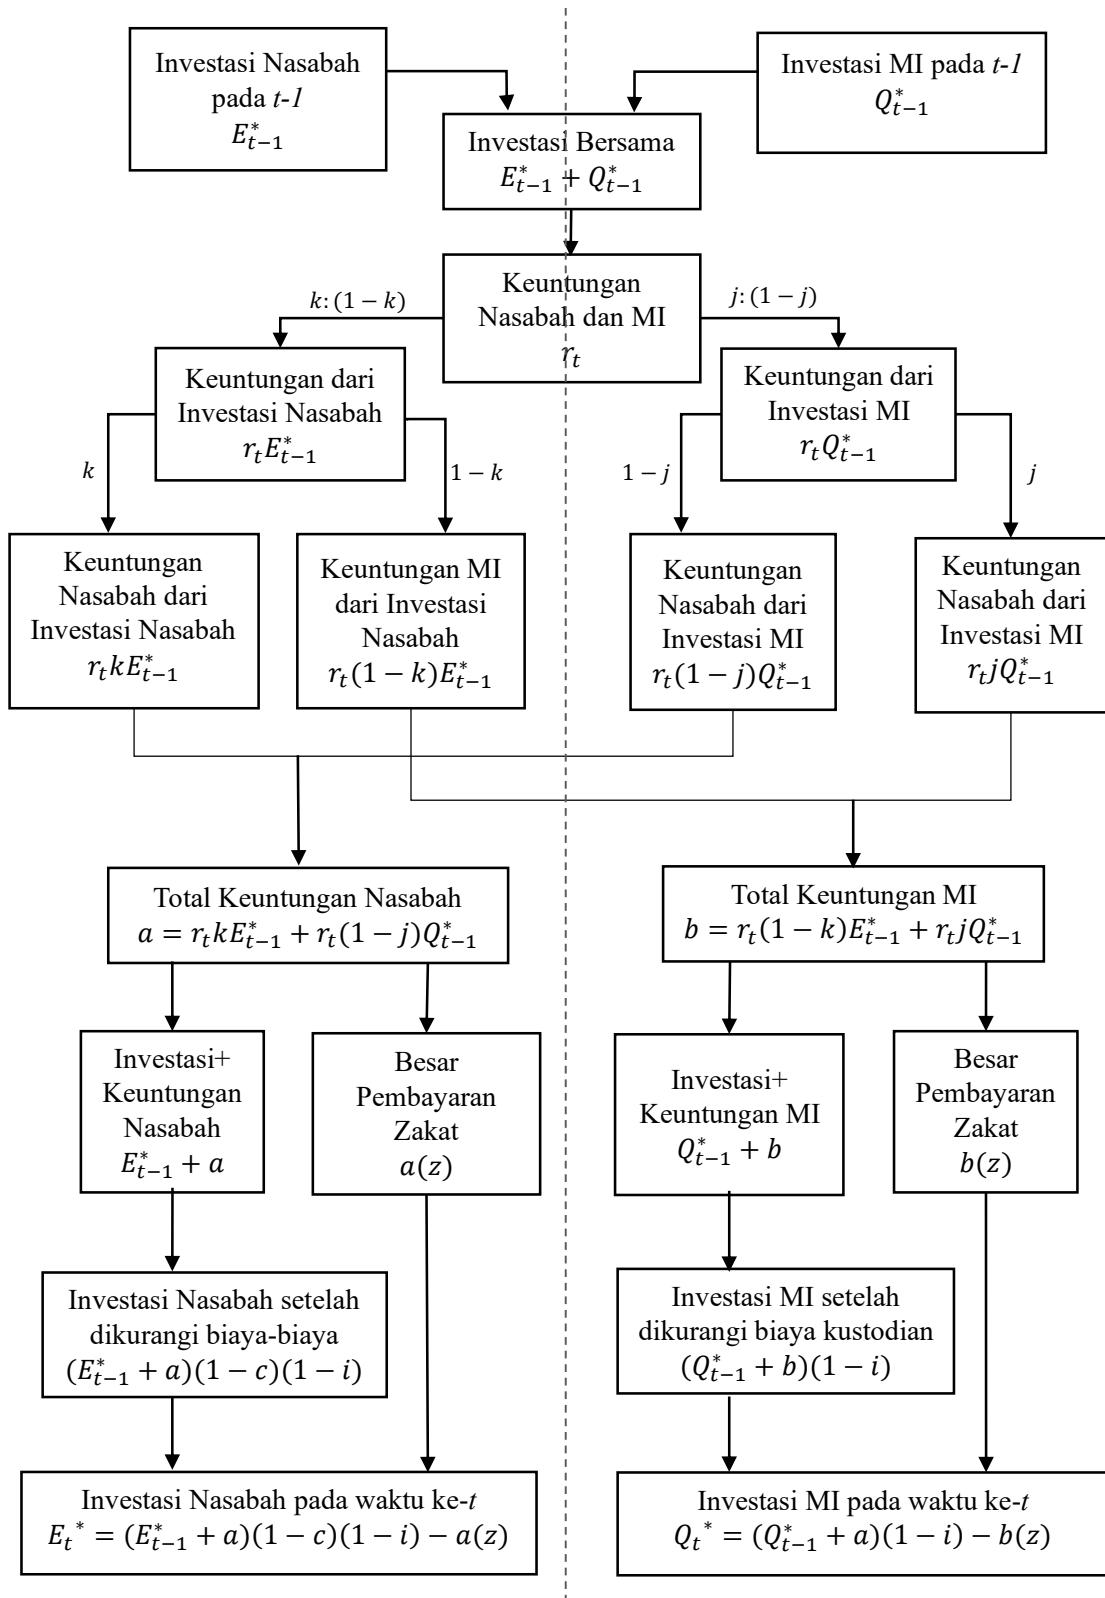 Investasi Nasabah
pada t-1
E*_{t−1}
Investasi MI pada t-1
Q*_{t−1}
Investasi Bersama
E*_{t−1} + Q*_{t−1}
Keuntungan
Nasabah dan MI
r_t
k: (1 − k)
j: (1 − j)
Keuntungan dari
Investasi Nasabah
r_tE*_{t−1}
Keuntungan dari
Investasi MI
r_tQ*_{t−1}
k
1 − k
1 − j
j
Keuntungan
Nasabah dari
Investasi Nasabah
r_tkE*_{t−1}
Keuntungan MI
dari Investasi
Nasabah
r_t(1 − k)E*_{t−1}
Keuntungan
Nasabah dari
Investasi MI
r_t(1 − j)Q*_{t−1}
Keuntungan
Nasabah dari
Investasi MI
r_tjQ*_{t−1}
Total Keuntungan Nasabah
a = r_tkE*_{t−1} + r_t(1 − j)Q*_{t−1}
Total Keuntungan MI
b = r_t(1 − k)E*_{t−1} + r_tjQ*_{t−1}
Investasi+
Keuntungan
Nasabah
E*_{t−1} + a
Besar
Pembayaran
Zakat
a(z)
Investasi+
Keuntungan MI
Q*_{t−1} + b
Besar
Pembayaran
Zakat
b(z)
Investasi Nasabah setelah
dikurangi biaya-biaya
(E*_{t−1} + a)(1 − c)(1 − i)
Investasi MI setelah
dikurangi biaya kustodian
(Q*_{t−1} + b)(1 − i)
Investasi Nasabah pada waktu ke-t
E_t* = (E*_{t−1} + a)(1 − c)(1 − i) − a(z)
Investasi MI pada waktu ke-t
Q_t* = (Q*_{t−1} + a)(1 − i) − b(z)